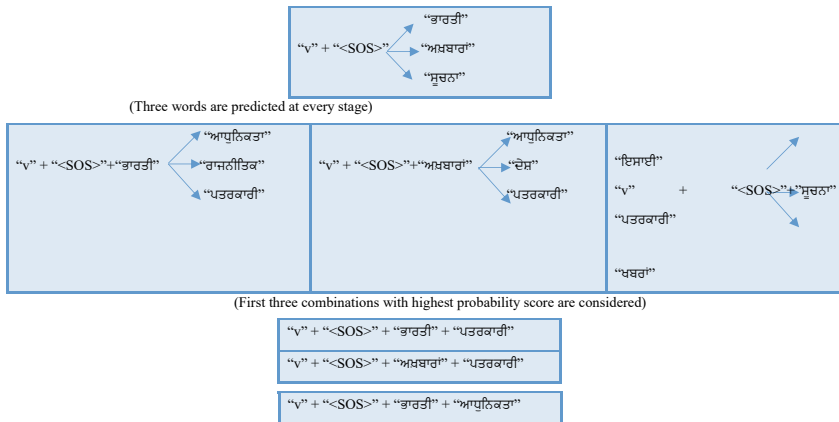 “ਭਾਰਤੀ”
“v” + “<SOS>” “ਅਖ਼ਬਾਰਾਂ”
“ਸੂਚਨਾ”
(Three words are predicted at every stage)
“ਆਧੁਨਿਕਤਾ”
“v” + “<SOS>”+“ਭਾਰਤੀ” “ਰਾਜਨੀਤਿਕ”
“ਪਤਰਕਾਰੀ”
“ਆਧੁਨਿਕਤਾ”
“v” + “<SOS>”+“ਅਖ਼ਬਾਰਾਂ” “ਦੇਸ਼”
“ਪਤਰਕਾਰੀ”
“ਇਸਾਈ”
“v” + “<SOS>”+“ਸੂਚਨਾ”
“ਪਤਰਕਾਰੀ”
“ਖਬਰਾਂ”
(First three combinations with highest probability score are considered)
“v” + “<SOS>” + “ਭਾਰਤੀ” + “ਪਤਰਕਾਰੀ”
“v” + “<SOS>” + “ਅਖ਼ਬਾਰਾਂ” + “ਪਤਰਕਾਰੀ”
“v” + “<SOS>” + “ਭਾਰਤੀ” + “ਆਧੁਨਿਕਤਾ”